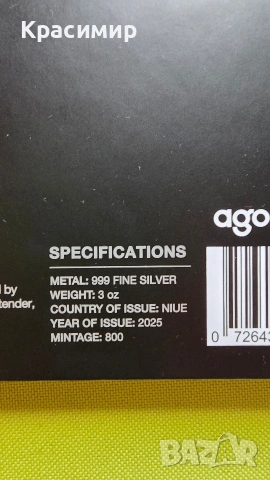 Красимир
ago
SPECIFICATIONS
METAL: 999 FINE SILVER
WEIGHT: 3 oz
COUNTRY OF ISSUE: NIUE
YEAR OF ISSUE: 2025
MINTAGE: 800
by
tender,
0 72643
BAZAR